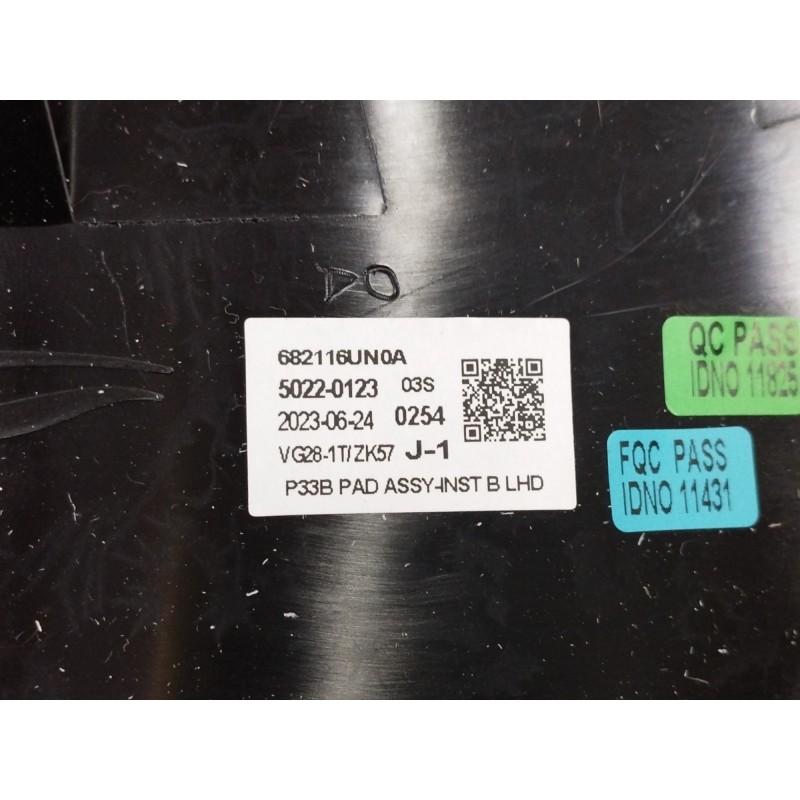 682116UN0A
5022-0123 03S
2023-06-24 0254
VG28-1T/ZK57 J-1
P33B PAD ASSY-INST B LHD
QC PASS
IDNO 11825
FQC PASS
IDNO 11431